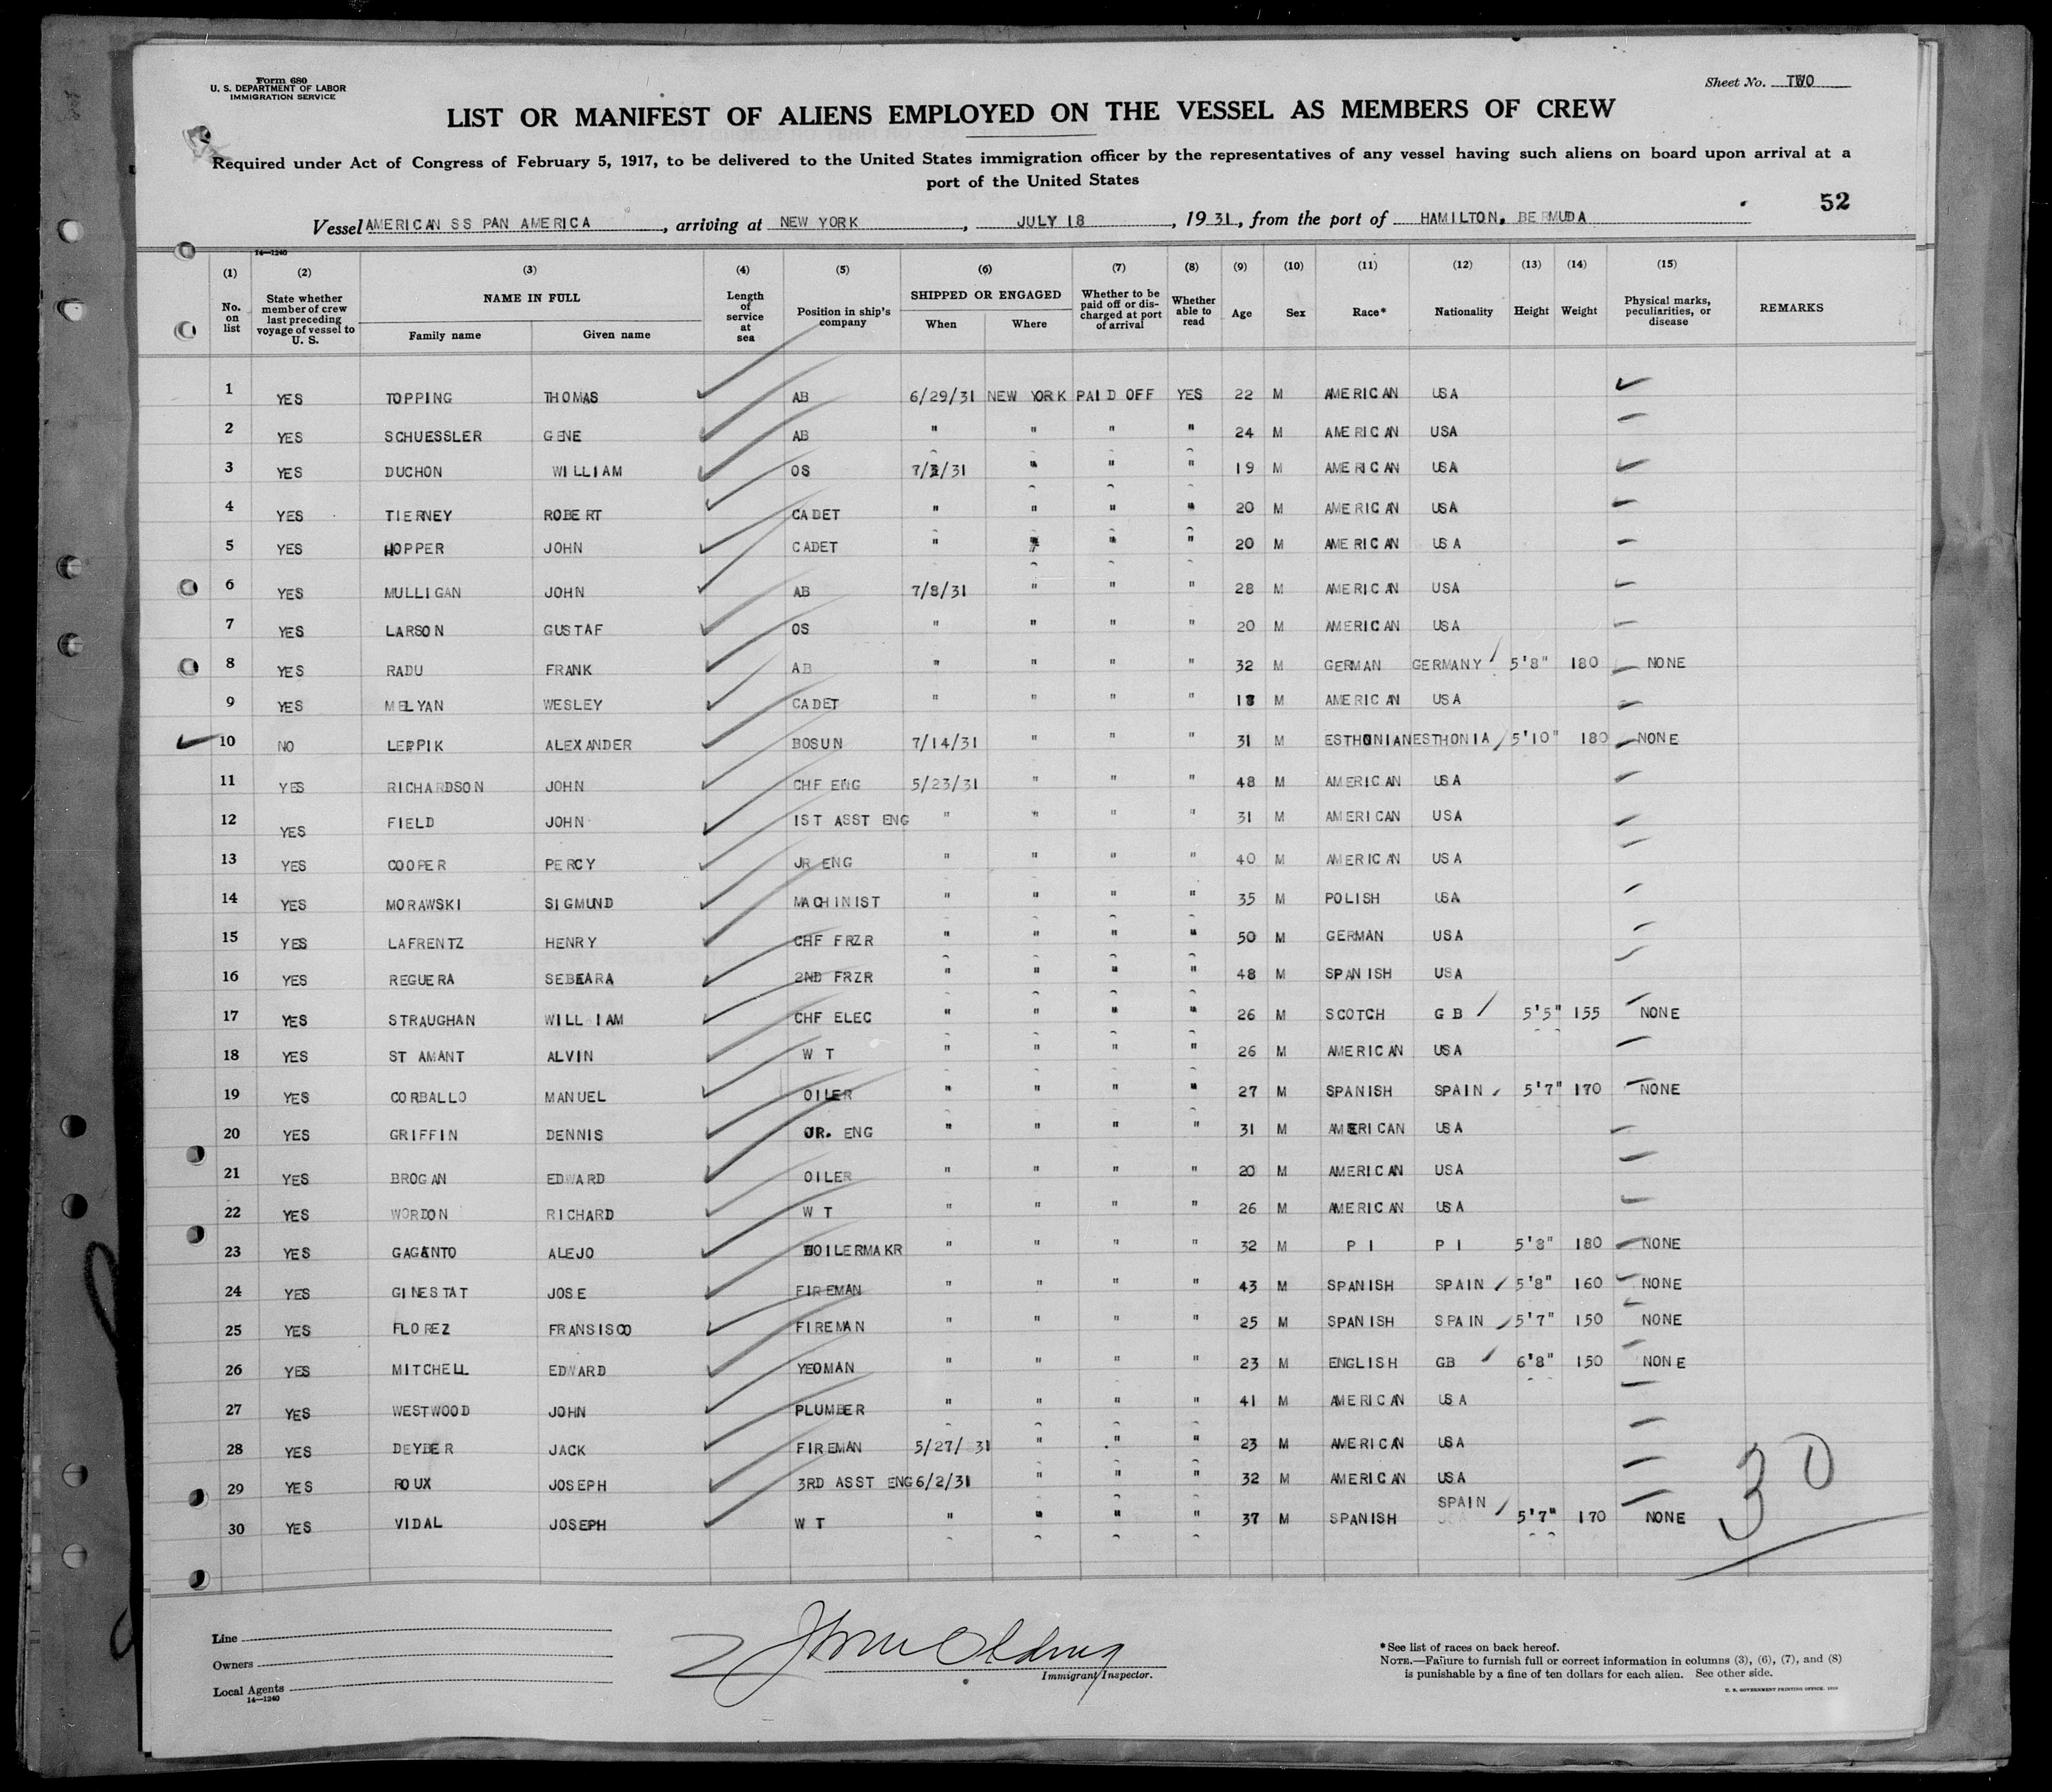 Form 680
U. S. DEPARTMENT OF LABOR
IMMIGRATION SERVICE
Sheet No. TWO
LIST OR MANIFEST OF ALIENS EMPLOYED ON THE VESSEL AS MEMBERS OF CREW
Required under Act of Congress of February 5, 1917, to be delivered to the United States immigration officer by the representatives of any vessel having such aliens on board upon arrival at a
port of the United States
52
Vessel AMERICAN SS PAN AMERICA, arriving at NEW YORK, JULY 18, 1931, from the port of HAMILTON, BERMUDA
14—1240
(1) (2) (3) (4) (5) (6) (7) (8) (9) (10) (11) (12) (13) (14) (15)
No. on list State whether member of crew last preceding voyage of vessel to U. S. NAME IN FULL Family name Given name Length of service at sea Position in ship's company SHIPPED OR ENGAGED When Where Whether to be paid off or discharged at port of arrival Whether able to read Age Sex Race* Nationality Height Weight Physical marks, peculiarities, or disease REMARKS
1 YES TOPPING THOMAS AB 6/29/31 NEW YORK PAID OFF YES 22 M AMERICAN USA
2 YES SCHUESSLER GENE AB " " " " 24 M AMERICAN USA
3 YES DUCHON WILLIAM OS 7/2/31 " " " 19 M AMERICAN USA
4 YES TIERNEY ROBERT CADET " " " " 20 M AMERICAN USA
5 YES HOPPER JOHN CADET " " " " 20 M AMERICAN USA
6 YES MULLIGAN JOHN AB 7/8/31 " " " 28 M AMERICAN USA
7 YES LARSON GUSTAF OS " " " " 20 M AMERICAN USA
8 YES RADU FRANK AB " " " " 32 M GERMAN GERMANY 5'8" 180 NONE
9 YES MELYAN WESLEY CADET " " " " 18 M AMERICAN USA
10 NO LEPPIK ALEXANDER BOSUN 7/14/31 " " " 31 M ESTHONIAN ESTHONIA 5'10" 180 NONE
11 YES RICHARDSON JOHN CHF ENG 5/23/31 " " " 48 M AMERICAN USA
12 YES FIELD JOHN 1ST ASST ENG " " " " 31 M AMERICAN USA
13 YES COOPER PERCY JR ENG " " " " 40 M AMERICAN USA
14 YES MORAWSKI SIGMUND MACHINIST " " " " 35 M POLISH USA
15 YES LAFRENTZ HENRY CHF FRZR " " " " 50 M GERMAN USA
16 YES REGUERA SEBEARA 2ND FRZR " " " " 48 M SPANISH USA
17 YES STRAUGHAN WILLIAM CHF ELEC " " " " 26 M SCOTCH G B 5'5" 155 NONE
18 YES ST AMANT ALVIN W T " " " " 26 M AMERICAN USA
19 YES CORBALLO MANUEL OILER " " " " 27 M SPANISH SPAIN 5'7" 170 NONE
20 YES GRIFFIN DENNIS JR. ENG " " " " 31 M AMERICAN USA
21 YES BROGAN EDWARD OILER " " " " 20 M AMERICAN USA
22 YES WORDON RICHARD W T " " " " 26 M AMERICAN USA
23 YES GAGANTO ALEJO BOILERMAKR " " " " 32 M P I P I 5'8" 180 NONE
24 YES GINESTAT JOSE FIREMAN " " " " 43 M SPANISH SPAIN 5'8" 160 NONE
25 YES FLOREZ FRANSISCO FIREMAN " " " " 25 M SPANISH SPAIN 5'7" 150 NONE
26 YES MITCHELL EDWARD YEOMAN " " " " 23 M ENGLISH GB 6'8" 150 NONE
27 YES WESTWOOD JOHN PLUMBER " " " " 41 M AMERICAN USA
28 YES DEYBER JACK FIREMAN 5/27/31 " " " 23 M AMERICAN USA
29 YES ROUX JOSEPH 3RD ASST ENG 6/2/31 " " " 32 M AMERICAN USA
30 YES VIDAL JOSEPH W T " " " " 37 M SPANISH SPAIN 5'7" 170 NONE
30
Line
Owners
Local Agents
14—1240
Immigrant Inspector.
*See list of races on back hereof.
NOTE.—Failure to furnish full or correct information in columns (3), (6), (7), and (8)
is punishable by a fine of ten dollars for each alien. See other side.
U. S. GOVERNMENT PRINTING OFFICE.